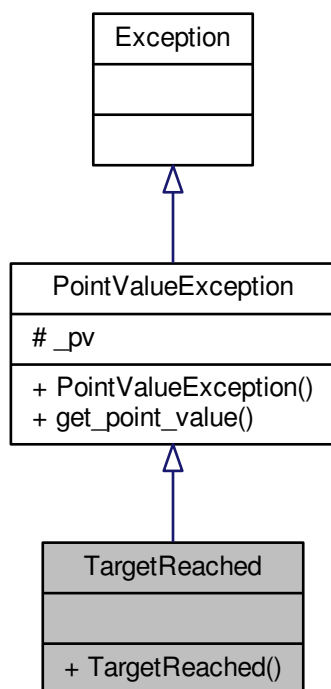 Exception
PointValueException
# _pv
+ PointValueException()
+ get_point_value()
TargetReached
+ TargetReached()